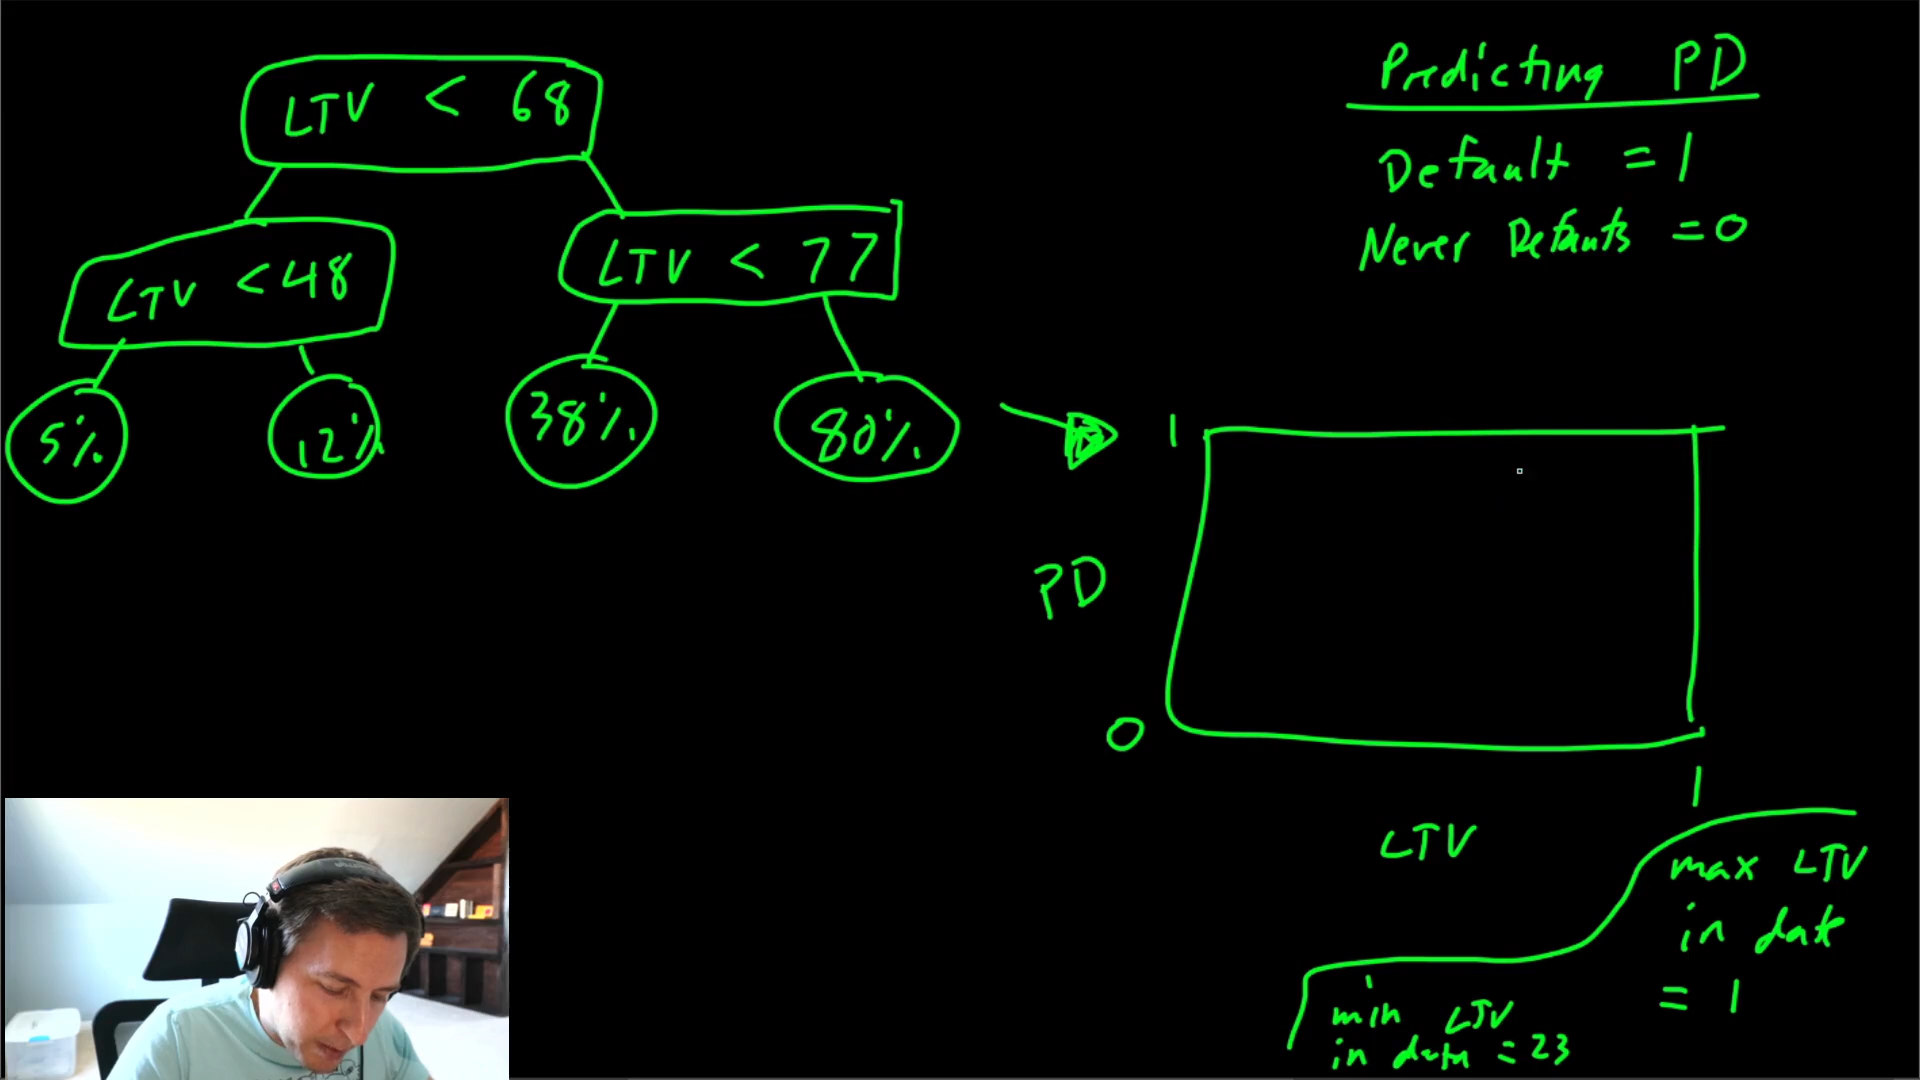 LTV < 68
LTV < 48
LTV < 77
5%
12%
38%
80%
Predicting PD
Default = 1
Never Defaults = 0
1
PD
0
1
LTV
max LTV
in data
= 1
min LTV
in data = 23